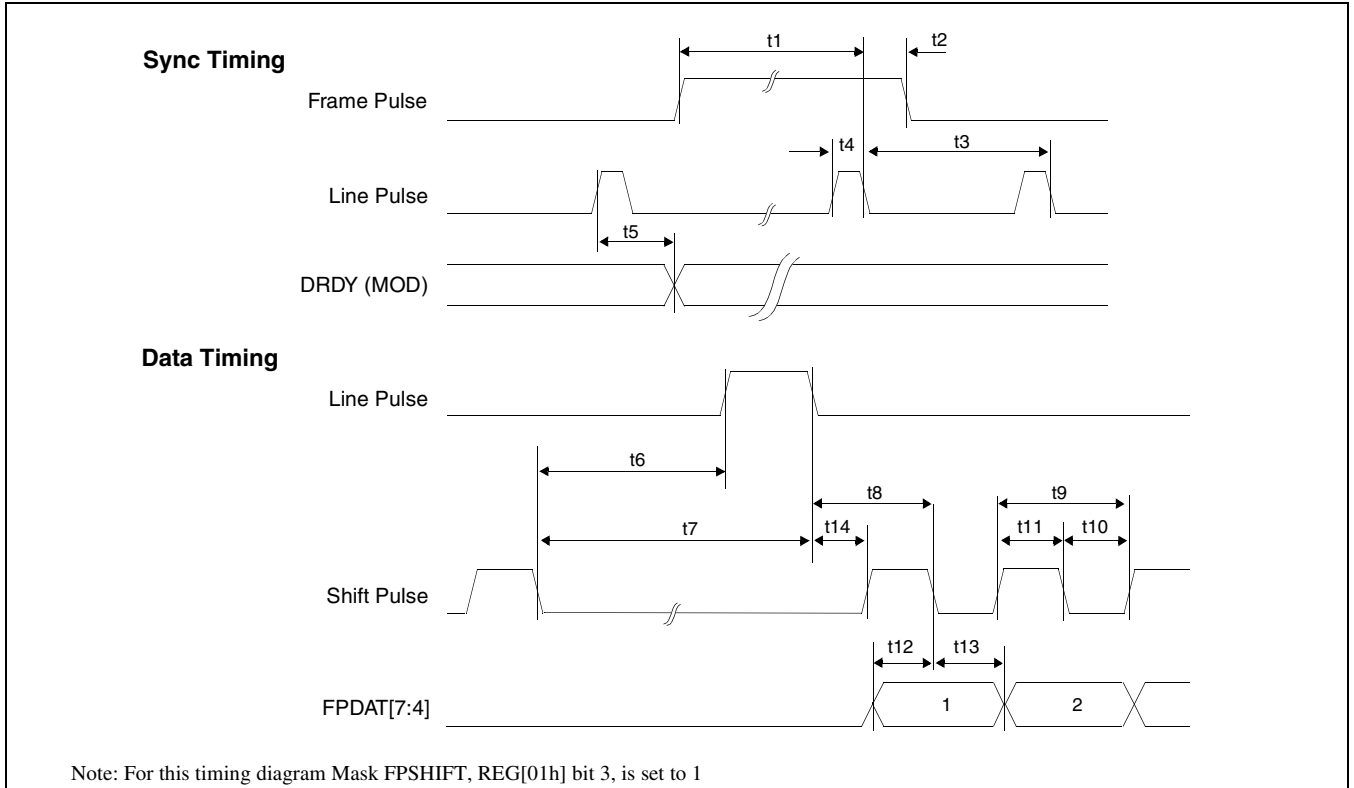 Sync Timing
t1
t2
Frame Pulse
t4
t3
Line Pulse
t5
DRDY (MOD)
Data Timing
Line Pulse
t6
t8
t9
t7
t14
t11
t10
Shift Pulse
t12
t13
FPDAT[7:4]
1
2
Note: For this timing diagram Mask FPSHIFT, REG[01h] bit 3, is set to 1